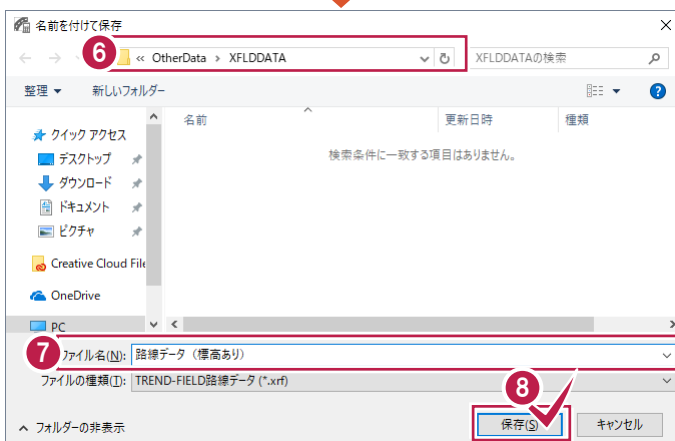 名前を付けて保存
6
« OtherData › XFLDDATA
XFLDDATAの検索
整理 ▼ 新しいフォルダー
名前 更新日時 種類
検索条件に一致する項目はありません。
クイック アクセス
デスクトップ
ダウンロード
ドキュメント
ピクチャ
Creative Cloud File
OneDrive
PC
7
ファイル名(N): 路線データ（標高あり）
ファイルの種類(T): TREND-FIELD路線データ (*.xrf)
8
フォルダーの非表示
保存(S) キャンセル